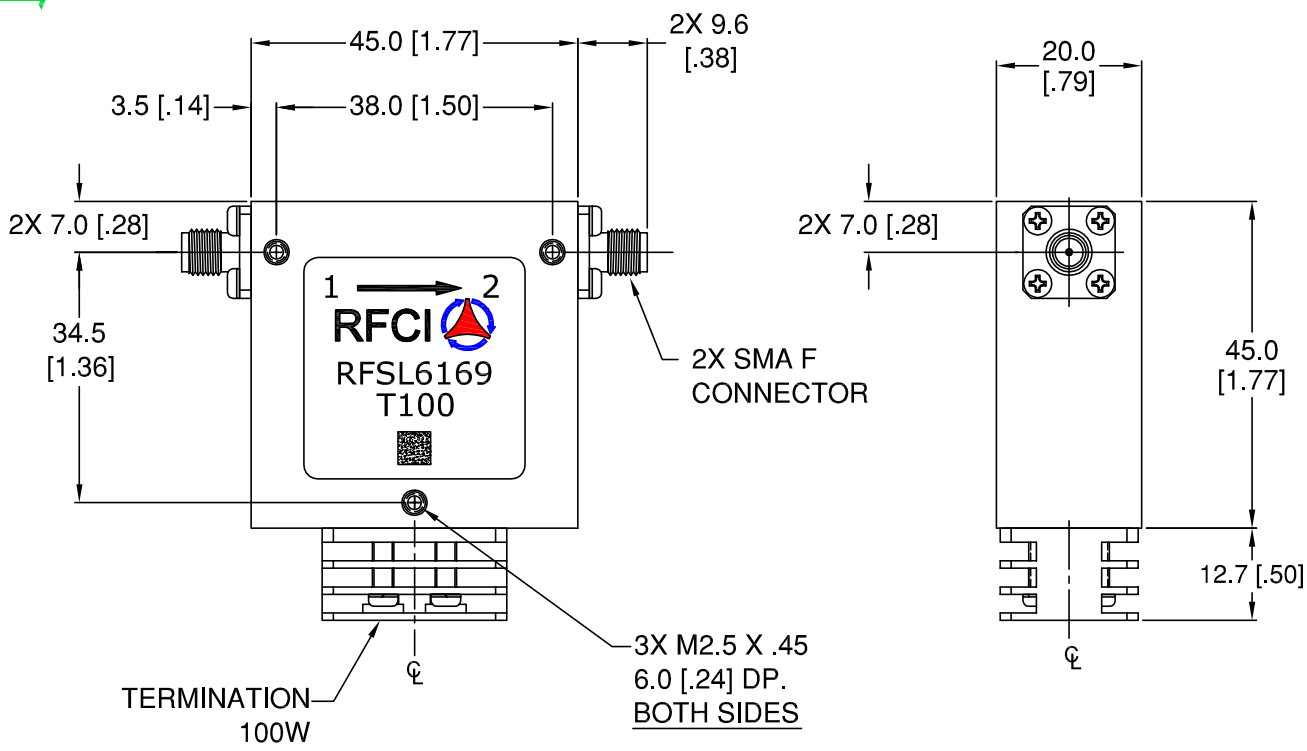 45.0 [1.77]
2X 9.6
[.38]
20.0
[.79]
3.5 [.14]
38.0 [1.50]
2X 7.0 [.28]
2X 7.0 [.28]
1
2
RFCI
RFSL6169
T100
34.5
[1.36]
2X SMA F
CONNECTOR
45.0
[1.77]
12.7 [.50]
3X M2.5 X .45
6.0 [.24] DP.
BOTH SIDES
℄
℄
TERMINATION
100W